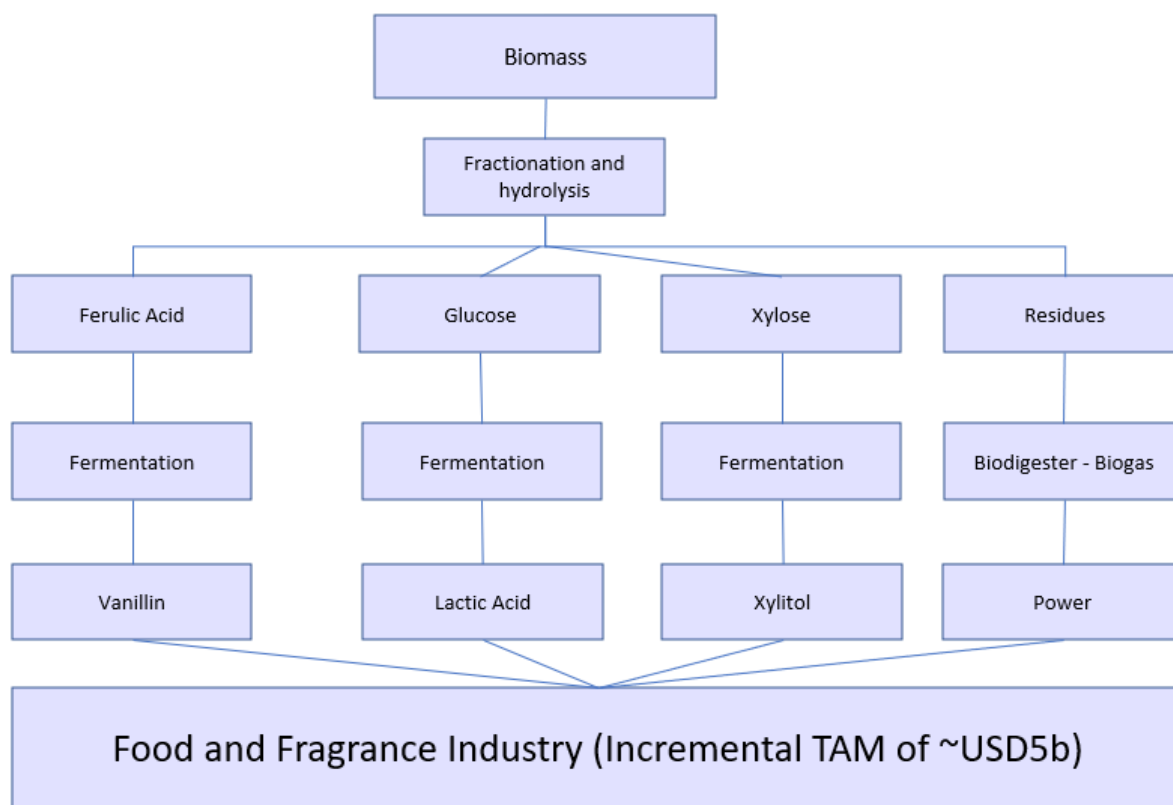 Biomass
Fractionation and
hydrolysis
Ferulic Acid
Glucose
Xylose
Residues
Fermentation
Fermentation
Fermentation
Biodigester - Biogas
Vanillin
Lactic Acid
Xylitol
Power
Food and Fragrance Industry (Incremental TAM of ~USD5b)